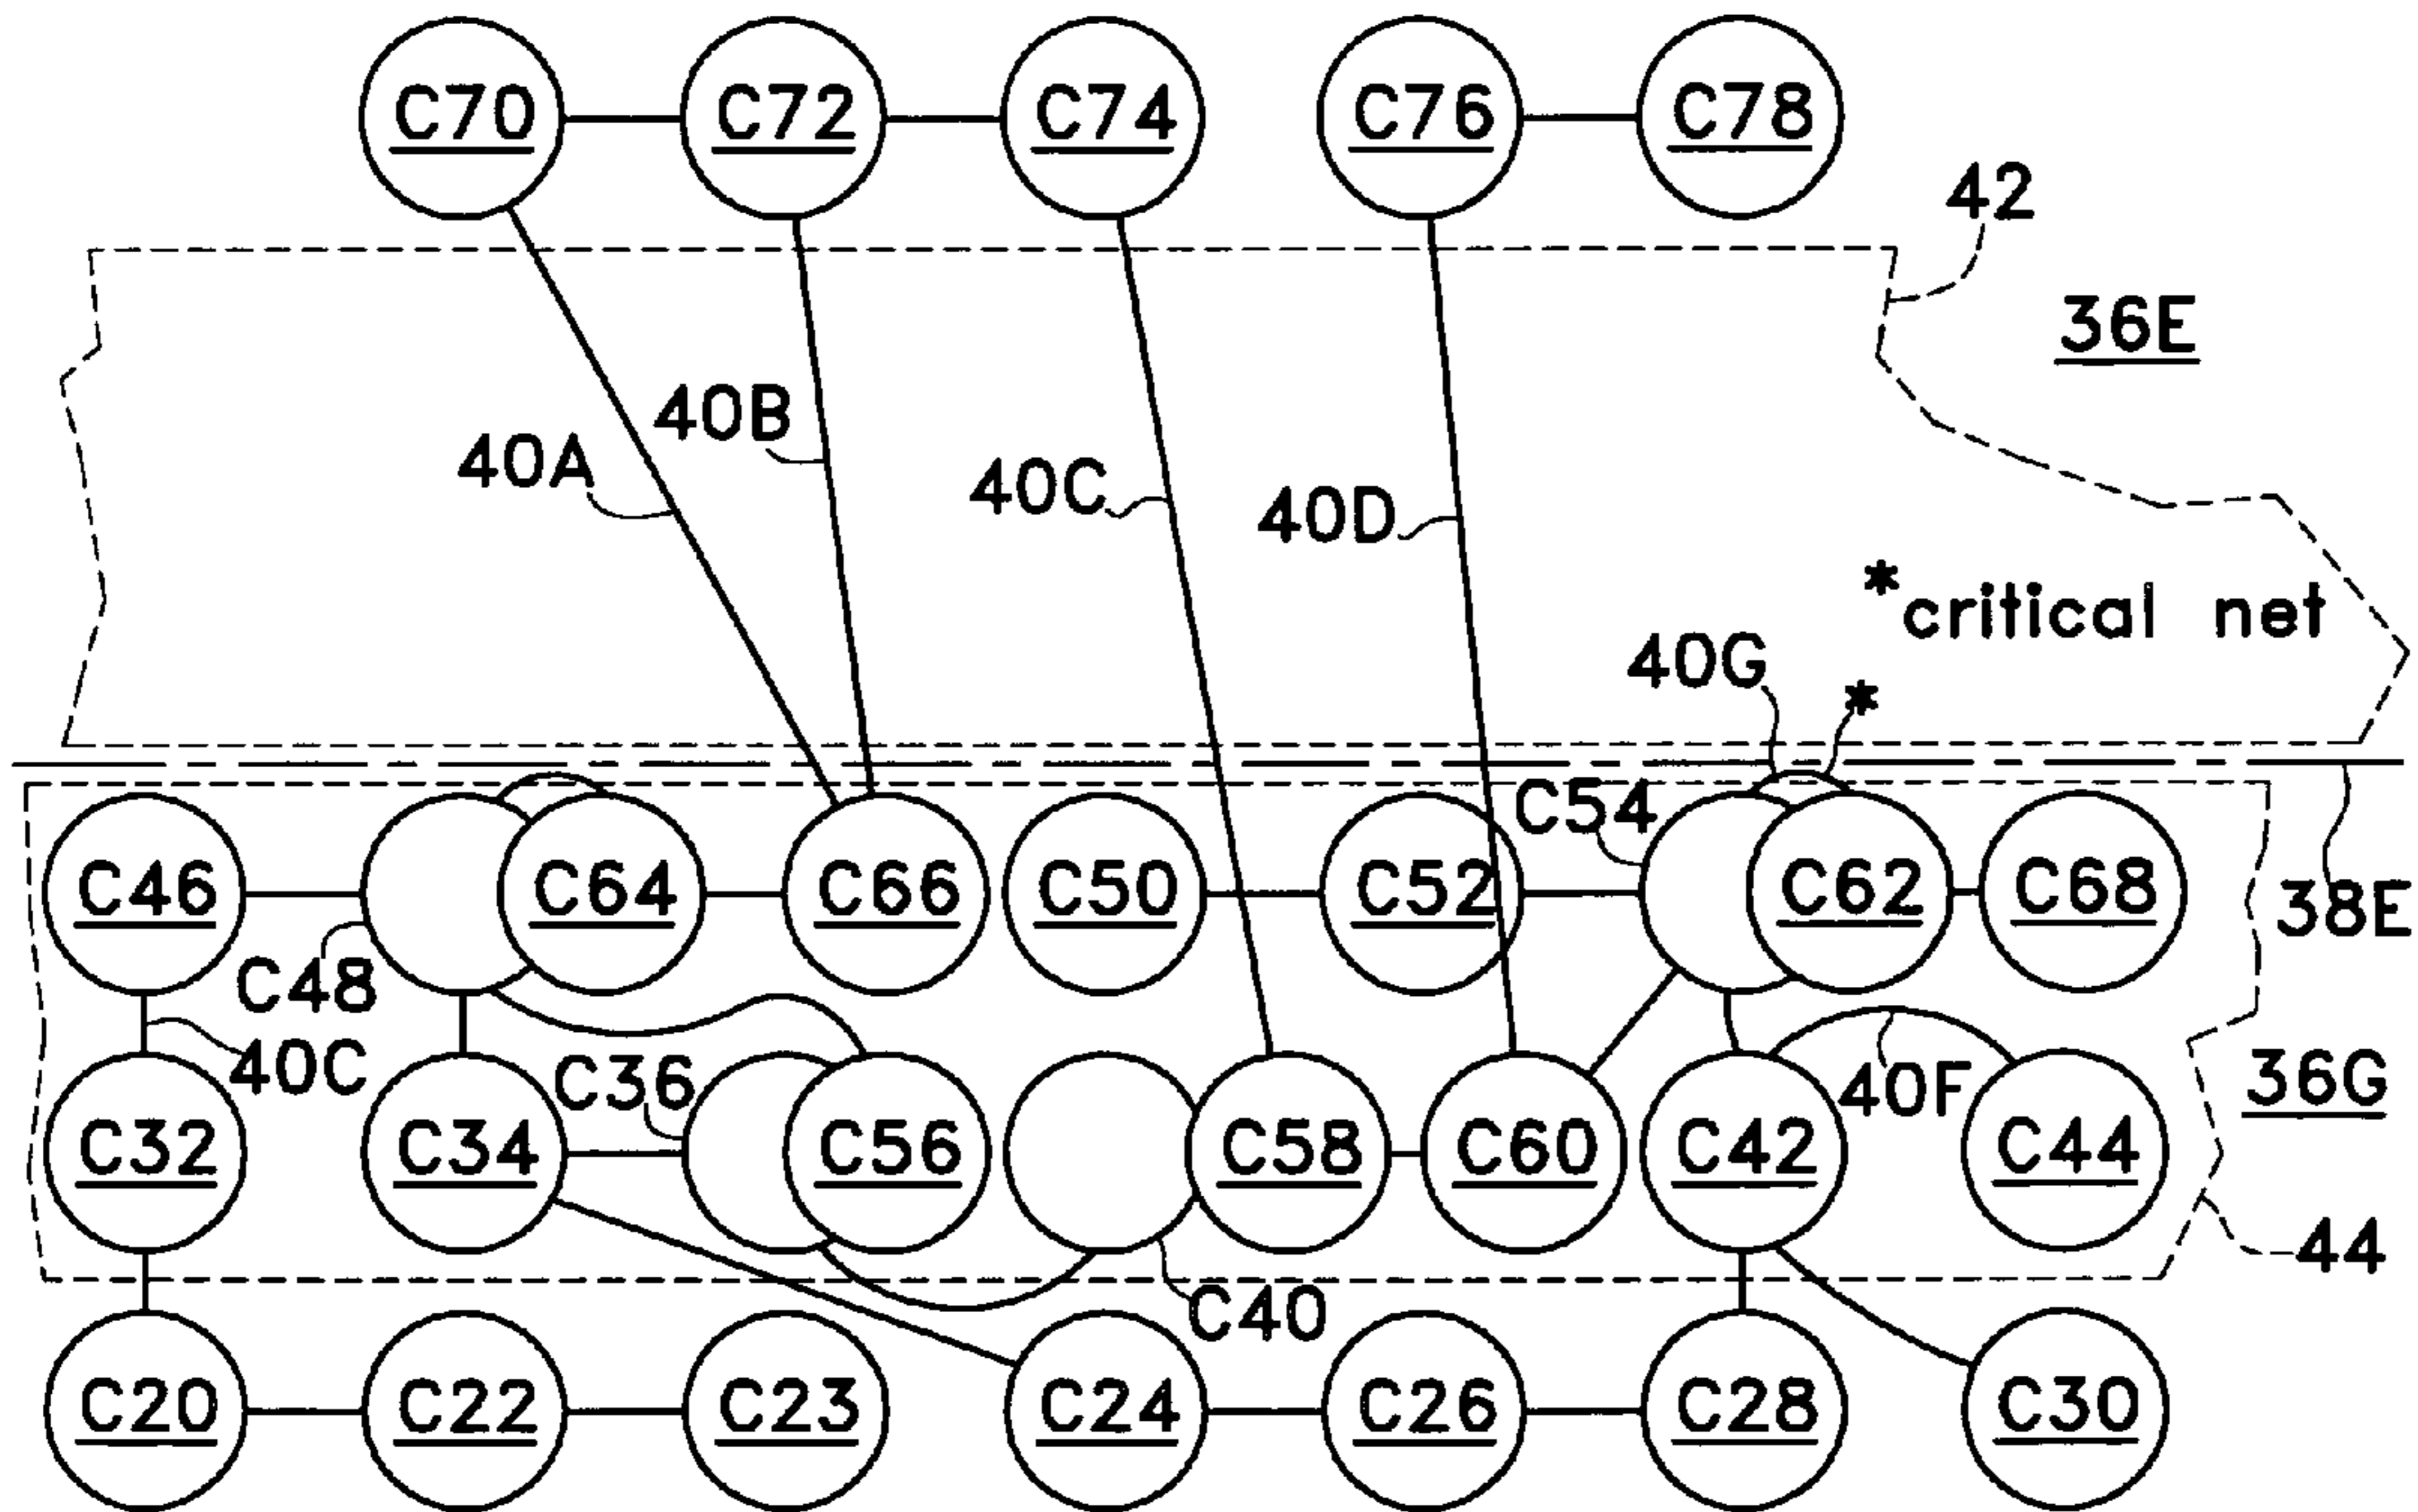 C70 C72 C74 C76 C78
42
36E
40B
40A
40C
40D
*critical net
40G
*
C54
C46 C64 C66 C50 C52 C62 C68
38E
C48
40C
C36
40F
36G
C32 C34 C56 C58 C60 C42 C44
44
C40
C20 C22 C23 C24 C26 C28 C30